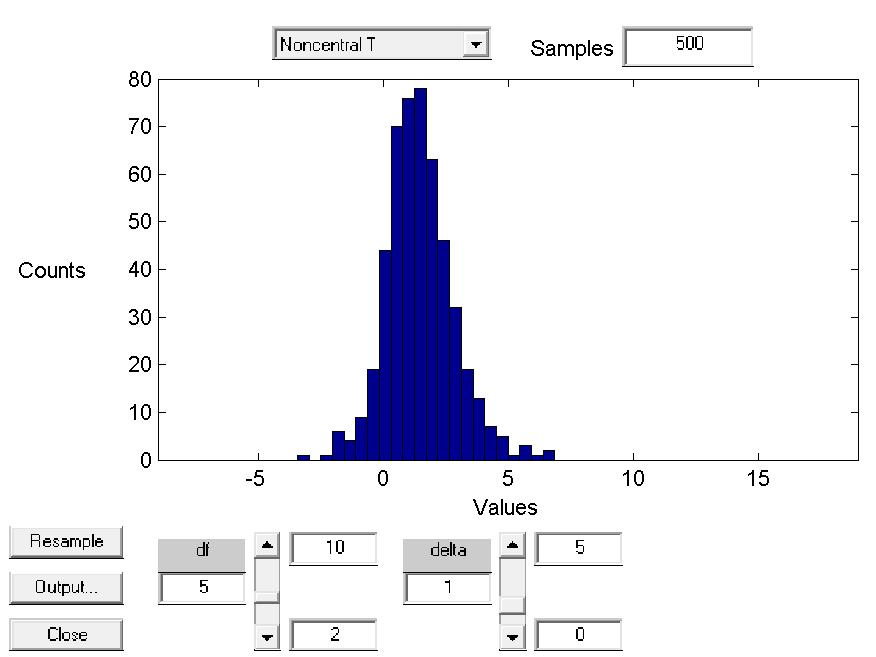 Noncentral T
Samples 500
80
70
60
50
40
30
20
10
0
Counts
-5 0 5 10 15
Values
Resample
Output...
Close
df
5
10
2
delta
1
5
0